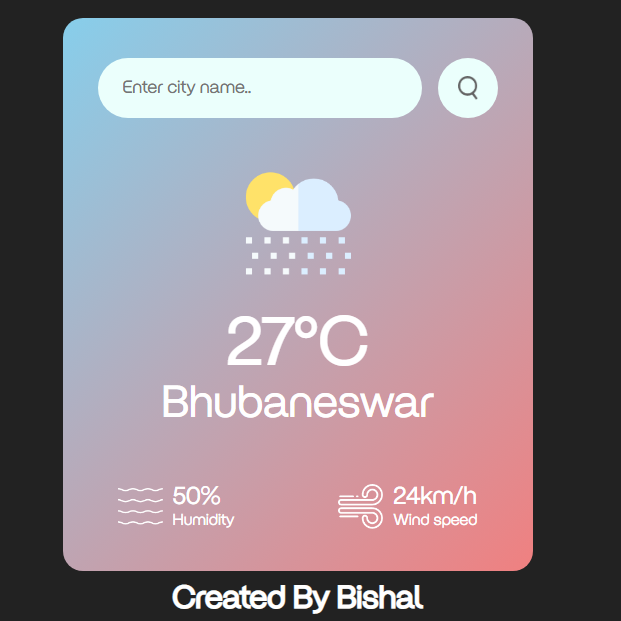 Enter city name..
27°C
Bhubaneswar
50%
Humidity
24km/h
Wind speed
Created By Bishal